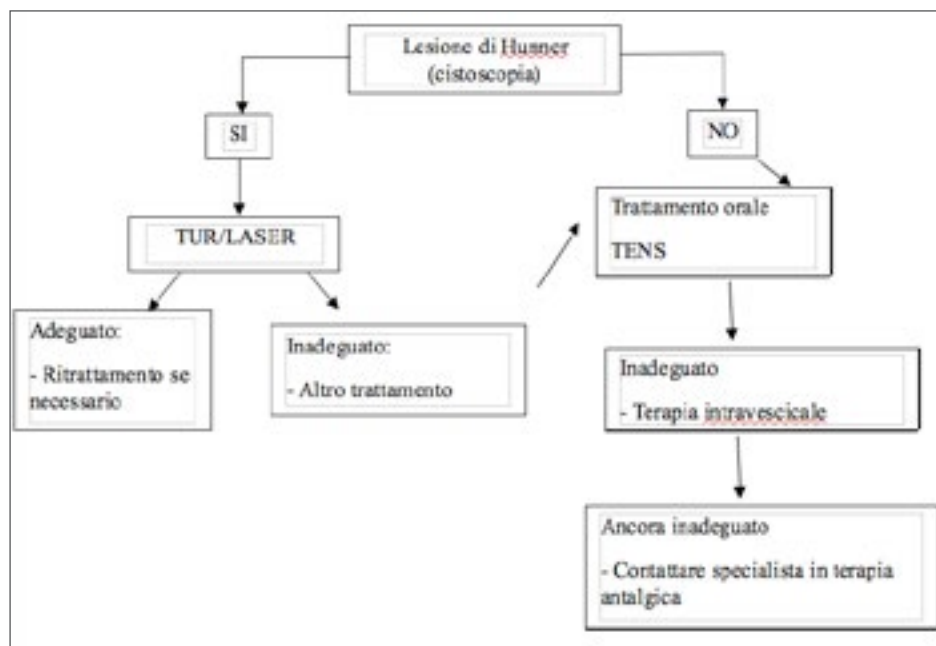 Lesione di Hunner
(cistoscopia)
SI
NO
TUR/LASER
Trattamento orale
TENS
Adeguato:
- Ritrattamento se
necessario
Inadeguato:
- Altro trattamento
Inadeguato
- Terapia intravescicale
Ancora inadeguato
- Contattare specialista in terapia
antalgica